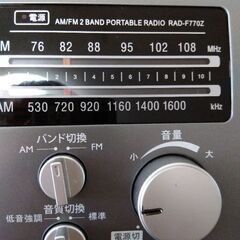 電源
AM/FM 2 BAND PORTABLE RADIO RAD-F770Z
FM 76 82 88 95 102 108 MHz
0 1 2 3 4 5 6 7 8 9 10
AM 530 720 920 1160 1400 1600 kHz
バンド切換
AM FM
音量
小 大
音質切換
低音強調 標準
電源切